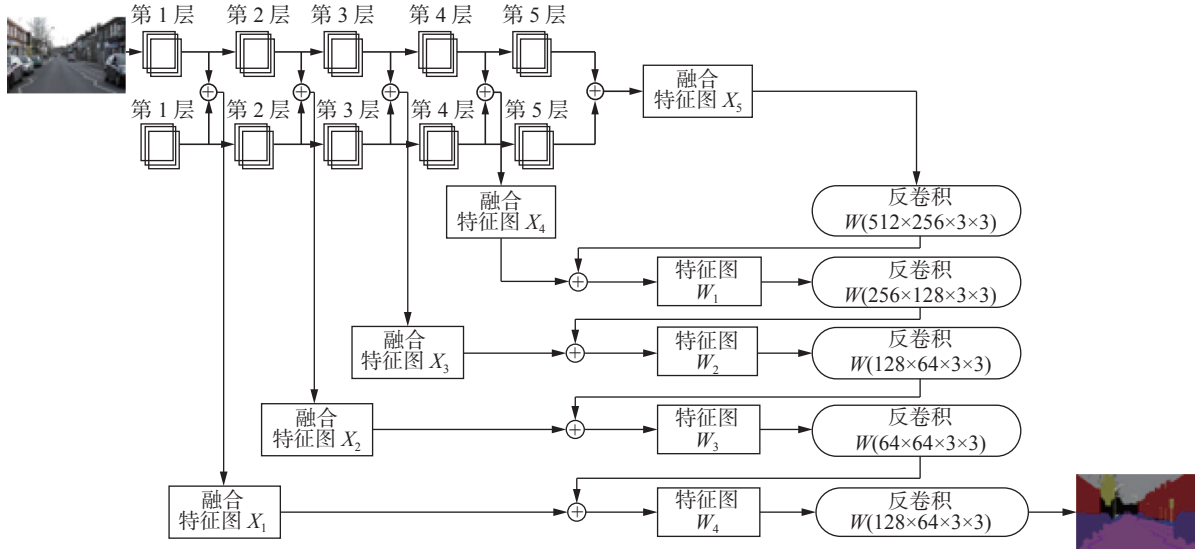 第 1 层
第 2 层
第 3 层
第 4 层
第 5 层
第 1 层
第 2 层
第 3 层
第 4 层
第 5 层
融合
特征图 X5
融合
特征图 X4
反卷积
W(512×256×3×3)
特征图
W1
反卷积
W(256×128×3×3)
融合
特征图 X3
特征图
W2
反卷积
W(128×64×3×3)
融合
特征图 X2
特征图
W3
反卷积
W(64×64×3×3)
融合
特征图 X1
特征图
W4
反卷积
W(128×64×3×3)